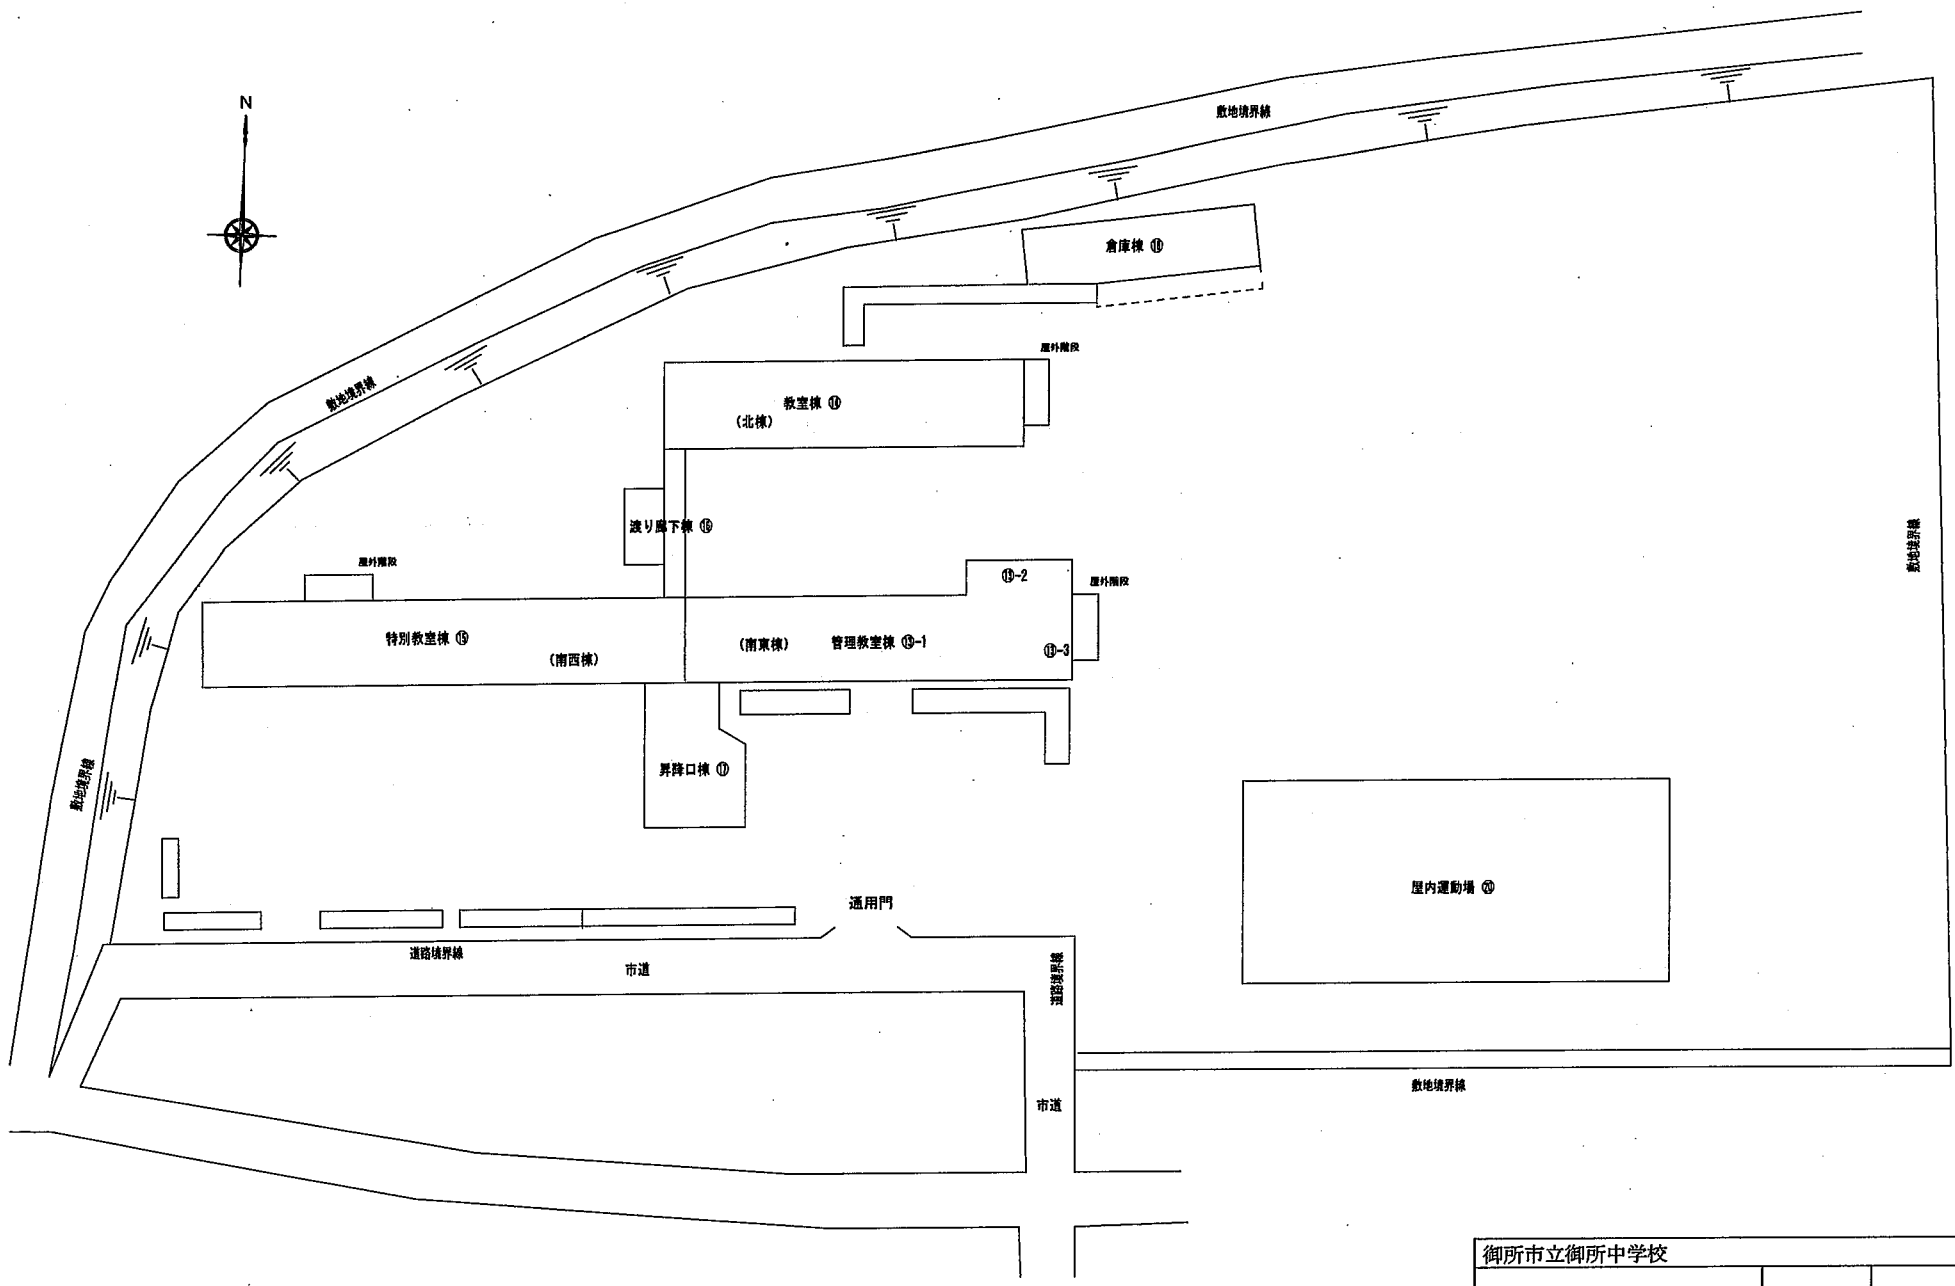 N
敷地境界線
倉庫棟 ⑱
屋外階段
敷地境界線
教室棟 ⑭
(北棟)
渡り廊下棟 ⑯
敷地境界線
屋外階段
⑬-2
屋外階段
特別教室棟 ⑮
(南西棟)
(南東棟)
管理教室棟 ⑬-1
⑬-3
敷地境界線
昇降口棟 ⑰
屋内運動場 ⑳
通用門
道路境界線
市道
道路境界線
敷地境界線
市道
御所市立御所中学校